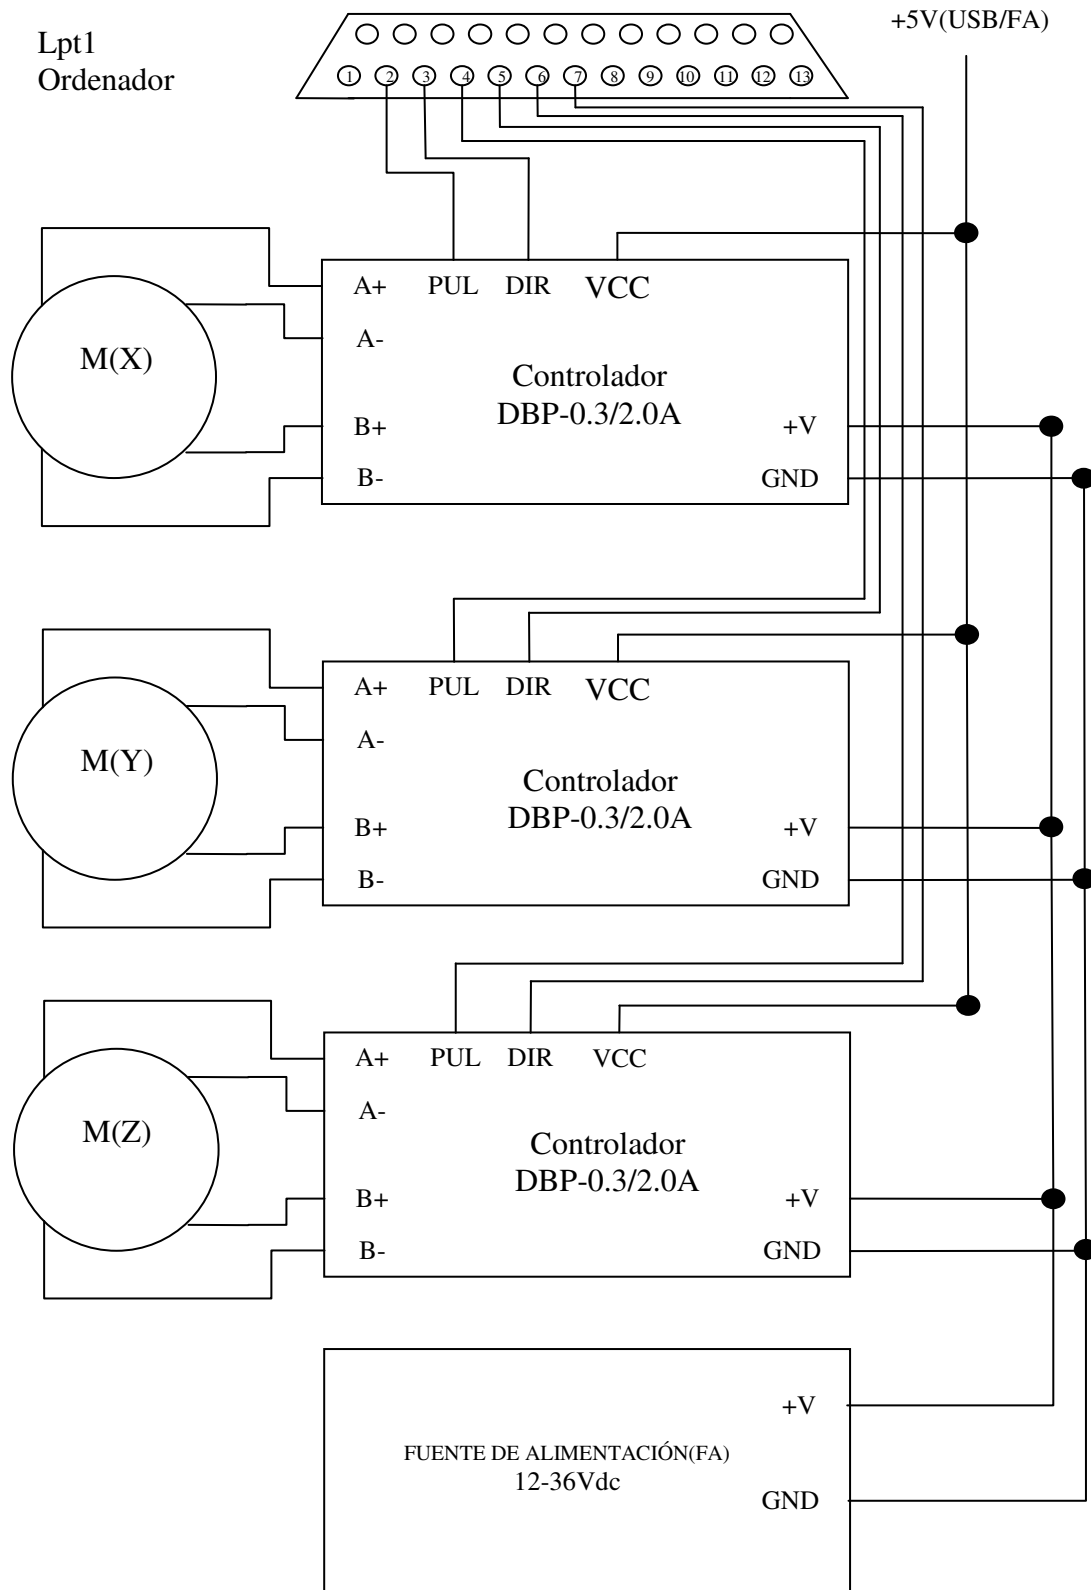 +5V(USB/FA)
Lpt1
Ordenador
1 2 3 4 5 6 7 8 9 10 11 12 13
A+ PUL DIR VCC
A-
M(X)
Controlador
DBP-0.3/2.0A
B+ +V
B- GND
A+ PUL DIR VCC
A-
M(Y)
Controlador
DBP-0.3/2.0A
B+ +V
B- GND
A+ PUL DIR VCC
A-
M(Z)
Controlador
DBP-0.3/2.0A
B+ +V
B- GND
+V
FUENTE DE ALIMENTACIÓN(FA)
12-36Vdc
GND